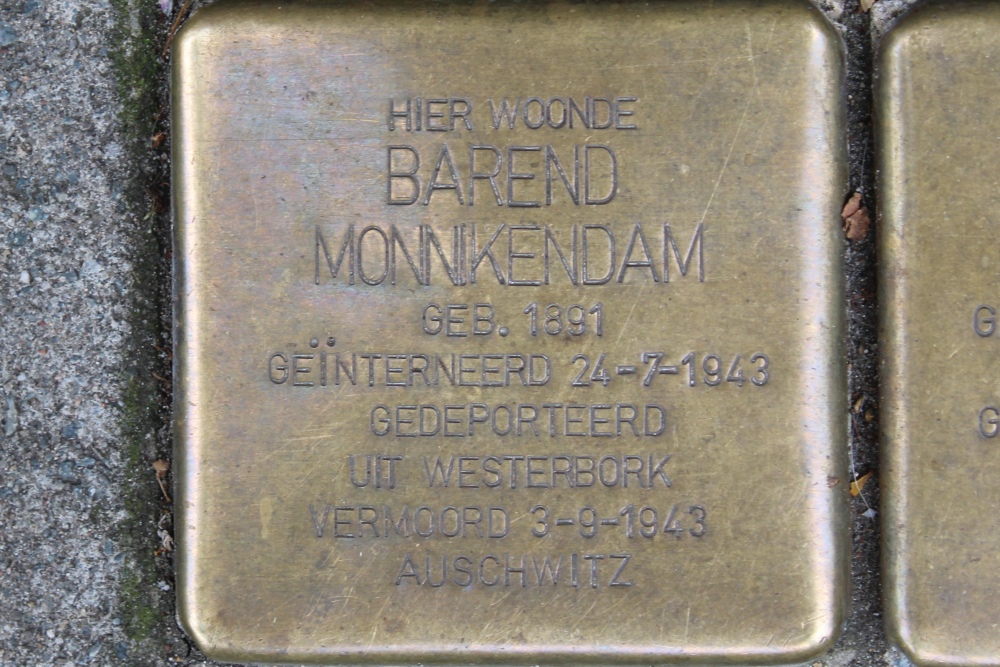 HIER WOONDE
BAREND
MONNIKENDAM
GEB. 1891
GEÏNTERNEERD 24-7-1943
GEDEPORTEERD
UIT WESTERBORK
VERMOORD 3-9-1943
AUSCHWITZ
G
G